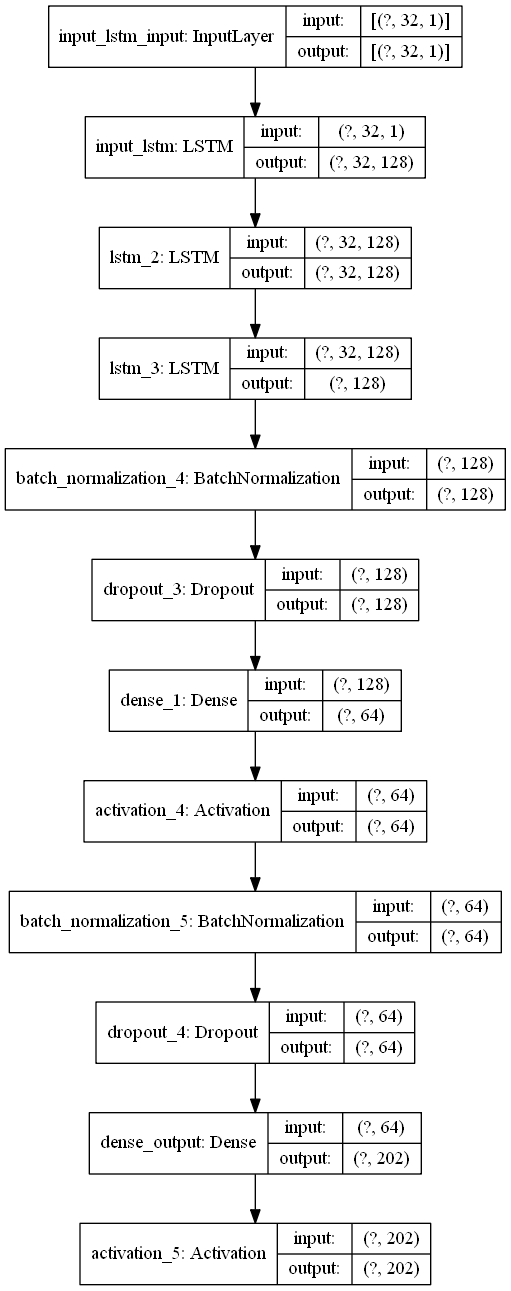 input_lstm_input: InputLayer
input: [(?, 32, 1)]
output: [(?, 32, 1)]
input_lstm: LSTM
input: (?, 32, 1)
output: (?, 32, 128)
lstm_2: LSTM
input: (?, 32, 128)
output: (?, 32, 128)
lstm_3: LSTM
input: (?, 32, 128)
output: (?, 128)
batch_normalization_4: BatchNormalization
input: (?, 128)
output: (?, 128)
dropout_3: Dropout
input: (?, 128)
output: (?, 128)
dense_1: Dense
input: (?, 128)
output: (?, 64)
activation_4: Activation
input: (?, 64)
output: (?, 64)
batch_normalization_5: BatchNormalization
input: (?, 64)
output: (?, 64)
dropout_4: Dropout
input: (?, 64)
output: (?, 64)
dense_output: Dense
input: (?, 64)
output: (?, 202)
activation_5: Activation
input: (?, 202)
output: (?, 202)